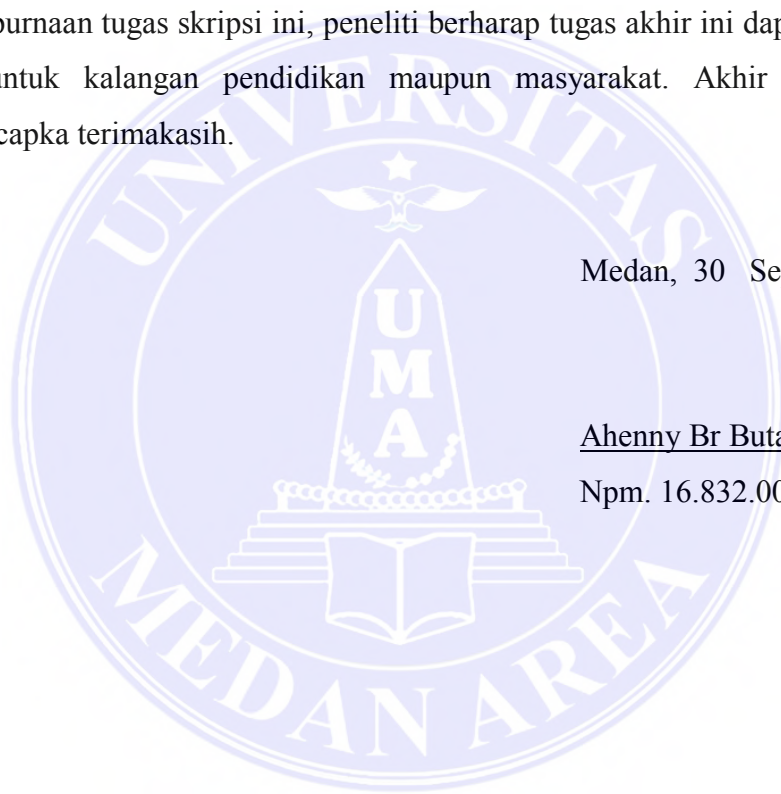 purnaan tugas skripsi ini, peneliti berharap tugas akhir ini dap
untuk kalangan pendidikan maupun masyarakat. Akhir
capka terimakasih.
UNIVERSITAS
Medan, 30 Se
UMA
Ahenny Br Buta
Npm. 16.832.00
MEDAN AREA